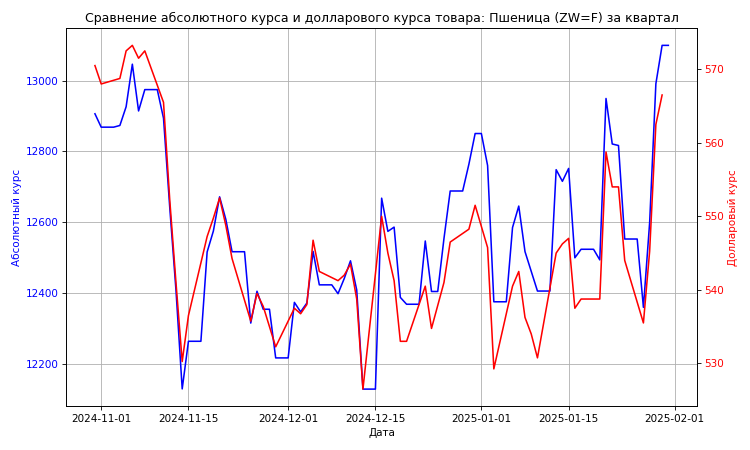 Сравнение абсолютного курса и долларового курса товара: Пшеница (ZW=F) за квартал
Абсолютный курс
13000
12800
12600
12400
12200
570
560
550
540
530
Долларовый курс
2024-11-01 2024-11-15 2024-12-01 2024-12-15 2025-01-01 2025-01-15 2025-02-01
Дата